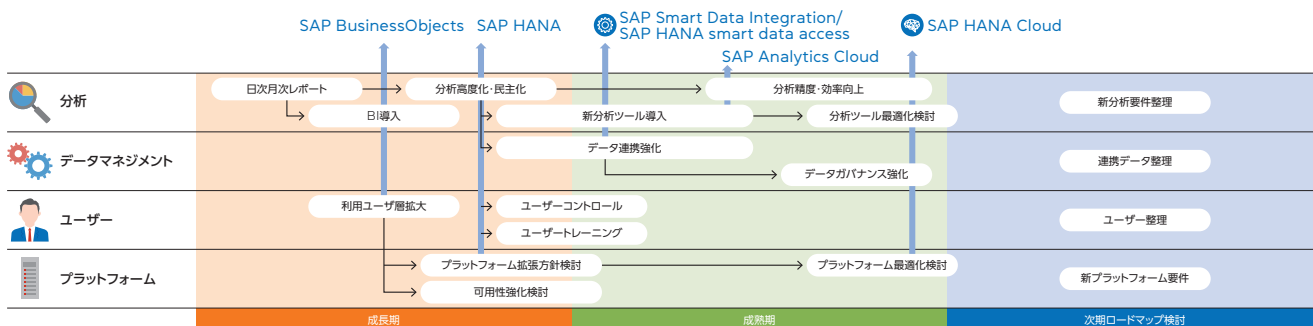 SAP BusinessObjects
SAP HANA
SAP Smart Data Integration/
SAP HANA smart data access
SAP HANA Cloud
SAP Analytics Cloud
分析
日次月次レポート
分析高度化・民主化
分析精度・効率向上
BI導入
新分析ツール導入
分析ツール最適化検討
新分析要件整理
データマネジメント
データ連携強化
データガバナンス強化
連携データ整理
ユーザー
利用ユーザ層拡大
ユーザーコントロール
ユーザートレーニング
ユーザー整理
プラットフォーム
プラットフォーム拡張方針検討
プラットフォーム最適化検討
可用性強化検討
新プラットフォーム要件
成長期
成熟期
次期ロードマップ検討